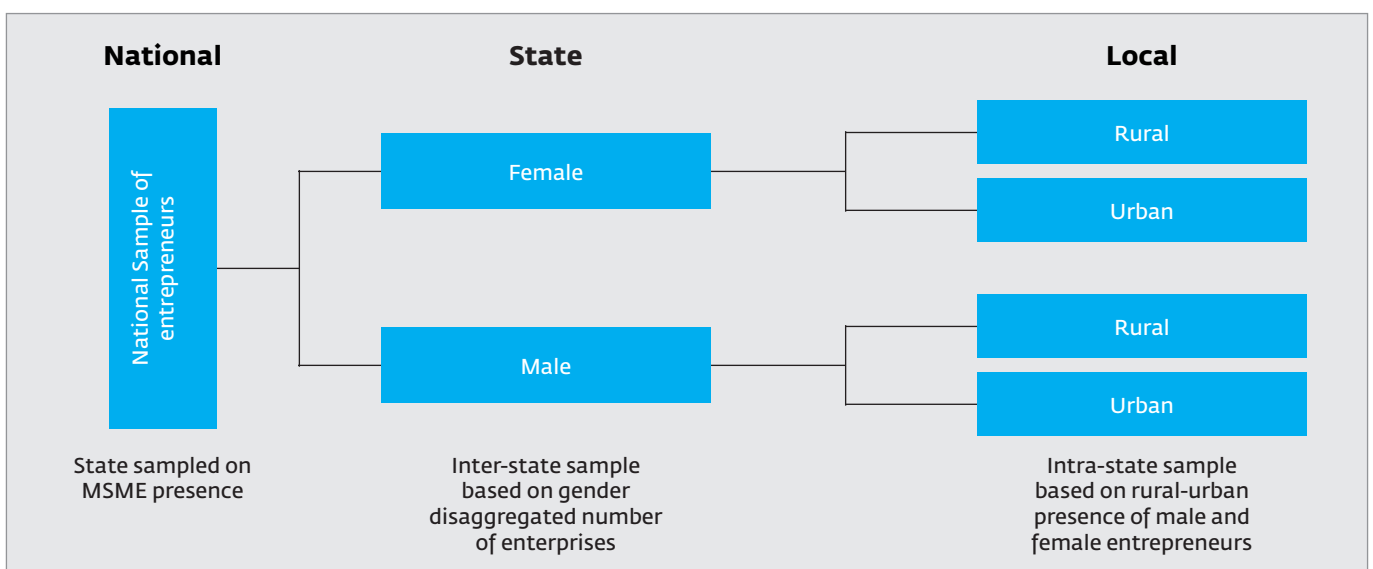 National
State
Local
National Sample of
entrepreneurs
Female
Male
Rural
Urban
Rural
Urban
State sampled on
MSME presence
Inter-state sample
based on gender
disaggregated number
of enterprises
Intra-state sample
based on rural-urban
presence of male and
female entrepreneurs